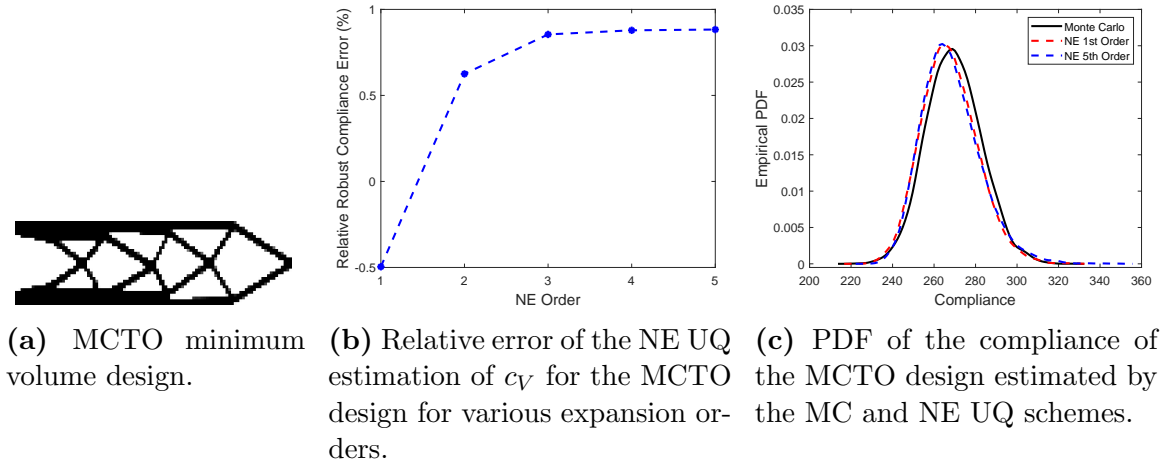 1
0.5
0
-0.5
Relative Robust Compliance Error (%)
1 2 3 4 5
NE Order
0.035
0.03
0.025
0.02
0.015
0.01
0.005
0
Empirical PDF
Monte Carlo
NE 1st Order
NE 5th Order
200 220 240 260 280 300 320 340 360
Compliance
(a) MCTO minimum
volume design.
(b) Relative error of the NE UQ
estimation of c_V for the MCTO
design for various expansion or-
ders.
(c) PDF of the compliance of
the MCTO design estimated by
the MC and NE UQ schemes.